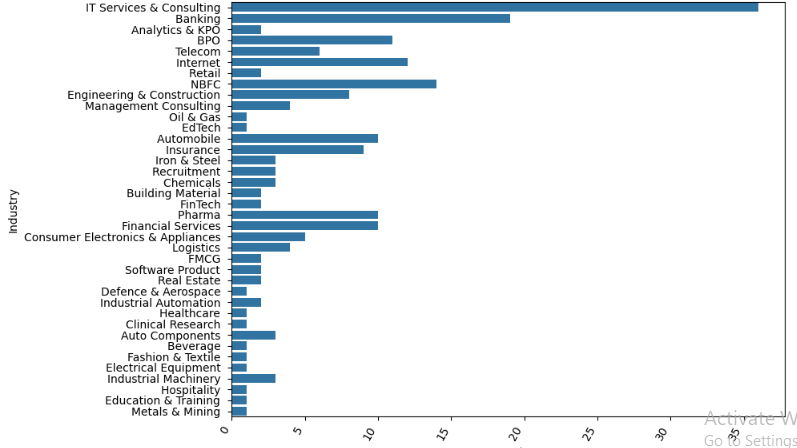 IT Services & Consulting
Banking
Analytics & KPO
BPO
Telecom
Internet
Retail
NBFC
Engineering & Construction
Management Consulting
Oil & Gas
EdTech
Automobile
Insurance
Iron & Steel
Recruitment
Chemicals
Building Material
FinTech
Pharma
Financial Services
Consumer Electronics & Appliances
Logistics
FMCG
Software Product
Real Estate
Defence & Aerospace
Industrial Automation
Healthcare
Clinical Research
Auto Components
Beverage
Fashion & Textile
Electrical Equipment
Industrial Machinery
Hospitality
Education & Training
Metals & Mining
Industry
0 5 10 15 20 25 30 35
Activate W
Go to Settings